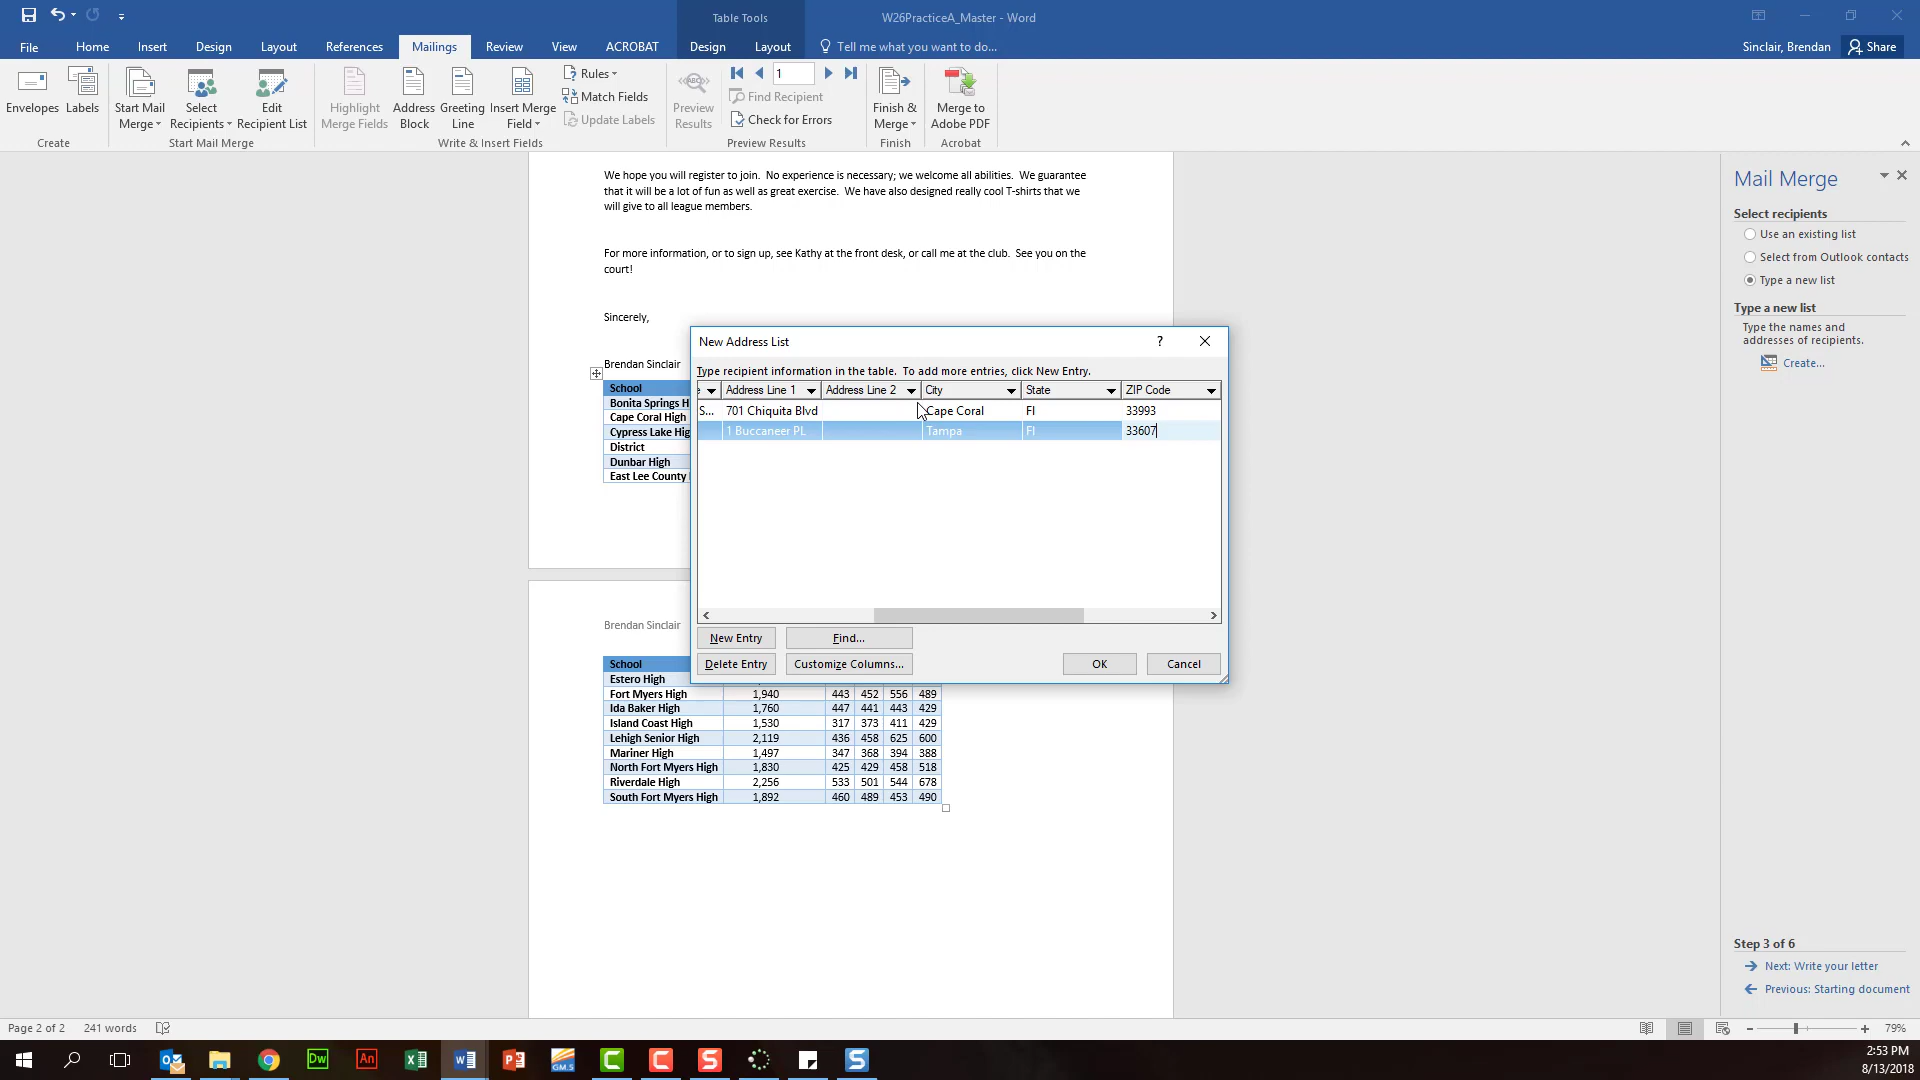 Table Tools
W26PracticeA_Master - Word
File
Home
Insert
Design
Layout
References
Mailings
Review
View
ACROBAT
Design
Layout
Tell me what you want to do...
Sinclair, Brendan
Share
Envelopes
Labels
Start Mail
Merge
Select
Recipients
Edit
Recipient List
Highlight
Merge Fields
Address
Block
Greeting
Line
Insert Merge
Field
Rules
Match Fields
Update Labels
ABC
Preview
Results
1
Find Recipient
Check for Errors
Finish &
Merge
Merge to
Adobe PDF
Create
Start Mail Merge
Write & Insert Fields
Preview Results
Finish
Acrobat
We hope you will register to join. No experience is necessary; we welcome all abilities. We guarantee
that it will be a lot of fun as well as great exercise. We have also designed really cool T-shirts that we
will give to all league members.
For more information, or to sign up, see Kathy at the front desk, or call me at the club. See you on the
court!
Sincerely,
Brendan Sinclair
School
Bonita Springs H
Cape Coral High
Cypress Lake Hig
District
Dunbar High
East Lee County
New Address List
?
Type recipient information in the table. To add more entries, click New Entry.
Address Line 1 Address Line 2 City State ZIP Code
S... 701 Chiquita Blvd Cape Coral Fl 33993
1 Buccaneer PL Tampa Fl 33607
New Entry
Find...
Delete Entry
Customize Columns...
OK
Cancel
Brendan Sinclair
School
Estero High
Fort Myers High 1,940 443 452 556 489
Ida Baker High 1,760 447 441 443 429
Island Coast High 1,530 317 373 411 429
Lehigh Senior High 2,119 436 458 625 600
Mariner High 1,497 347 368 394 388
North Fort Myers High 1,830 425 429 458 518
Riverdale High 2,256 533 501 544 678
South Fort Myers High 1,892 460 489 453 490
Mail Merge
Select recipients
Use an existing list
Select from Outlook contacts
Type a new list
Type a new list
Type the names and
addresses of recipients.
Create...
Step 3 of 6
Next: Write your letter
Previous: Starting document
Page 2 of 2
241 words
79%
Dw
An
GM.S
2:53 PM
8/13/2018